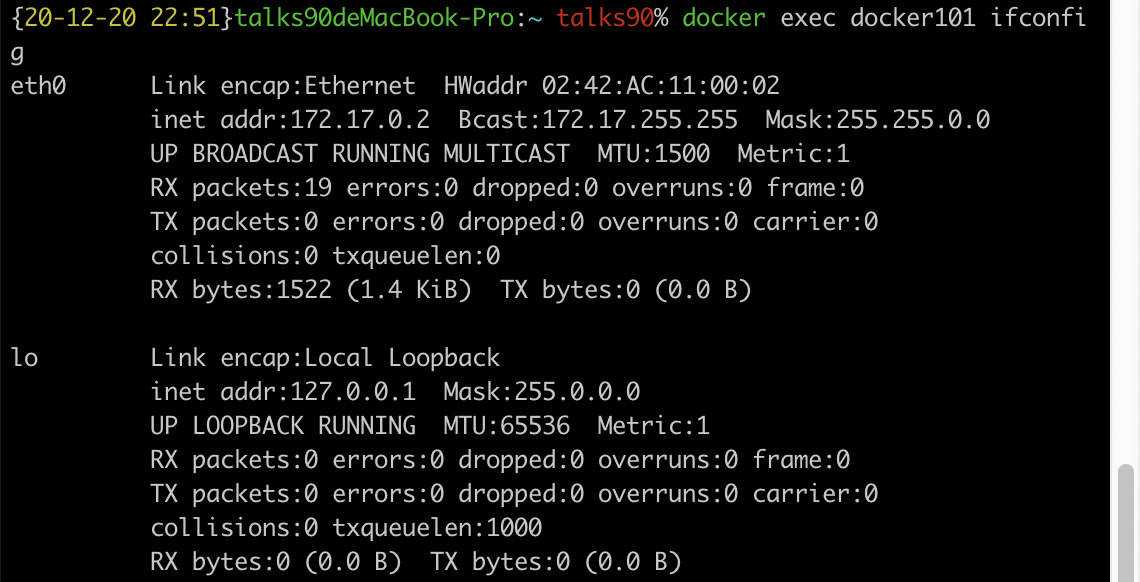 {20-12-20 22:51}talks90deMacBook-Pro:~ talks90% docker exec docker101 ifconfi
g
eth0      Link encap:Ethernet  HWaddr 02:42:AC:11:00:02
          inet addr:172.17.0.2  Bcast:172.17.255.255  Mask:255.255.0.0
          UP BROADCAST RUNNING MULTICAST  MTU:1500  Metric:1
          RX packets:19 errors:0 dropped:0 overruns:0 frame:0
          TX packets:0 errors:0 dropped:0 overruns:0 carrier:0
          collisions:0 txqueuelen:0
          RX bytes:1522 (1.4 KiB)  TX bytes:0 (0.0 B)

lo        Link encap:Local Loopback
          inet addr:127.0.0.1  Mask:255.0.0.0
          UP LOOPBACK RUNNING  MTU:65536  Metric:1
          RX packets:0 errors:0 dropped:0 overruns:0 frame:0
          TX packets:0 errors:0 dropped:0 overruns:0 carrier:0
          collisions:0 txqueuelen:1000
          RX bytes:0 (0.0 B)  TX bytes:0 (0.0 B)